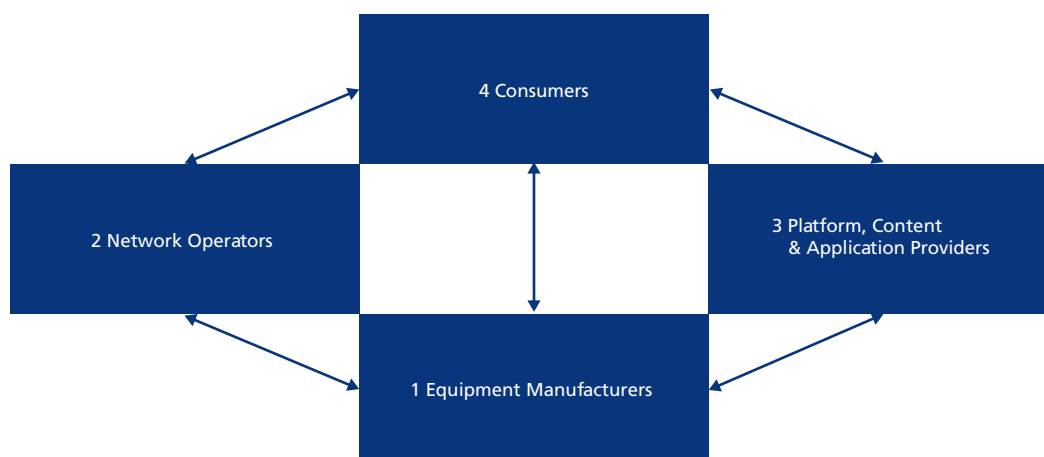 4 Consumers
2 Network Operators
3 Platform, Content
& Application Providers
1 Equipment Manufacturers